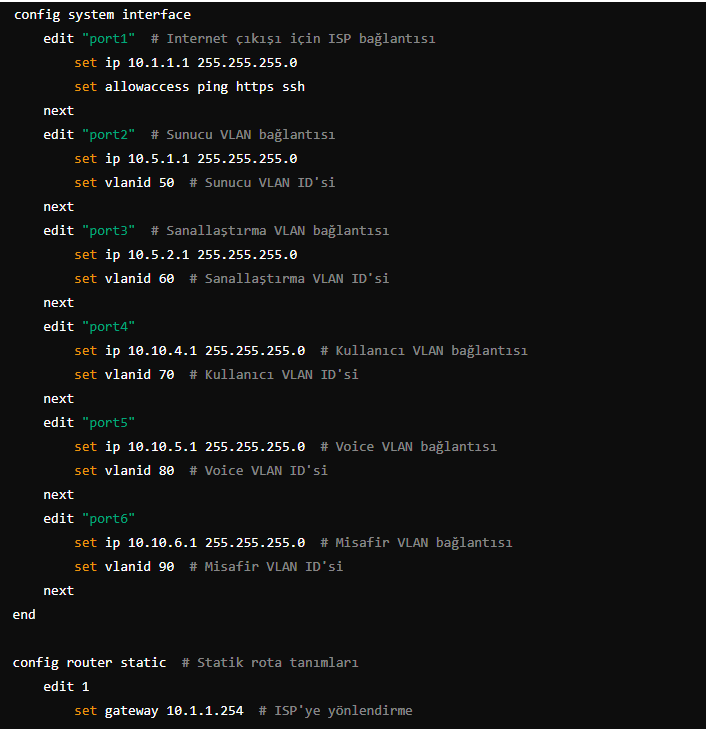 config system interface
edit "port1" # Internet çıkışı için ISP bağlantısı
set ip 10.1.1.1 255.255.255.0
set allowaccess ping https ssh
next
edit "port2" # Sunucu VLAN bağlantısı
set ip 10.5.1.1 255.255.255.0
set vlanid 50 # Sunucu VLAN ID'si
next
edit "port3" # Sanallaştırma VLAN bağlantısı
set ip 10.5.2.1 255.255.255.0
set vlanid 60 # Sanallaştırma VLAN ID'si
next
edit "port4"
set ip 10.10.4.1 255.255.255.0 # Kullanıcı VLAN bağlantısı
set vlanid 70 # Kullanıcı VLAN ID'si
next
edit "port5"
set ip 10.10.5.1 255.255.255.0 # Voice VLAN bağlantısı
set vlanid 80 # Voice VLAN ID'si
next
edit "port6"
set ip 10.10.6.1 255.255.255.0 # Misafir VLAN bağlantısı
set vlanid 90 # Misafir VLAN ID'si
next
end
config router static # Statik rota tanımları
edit 1
set gateway 10.1.1.254 # ISP'ye yönlendirme